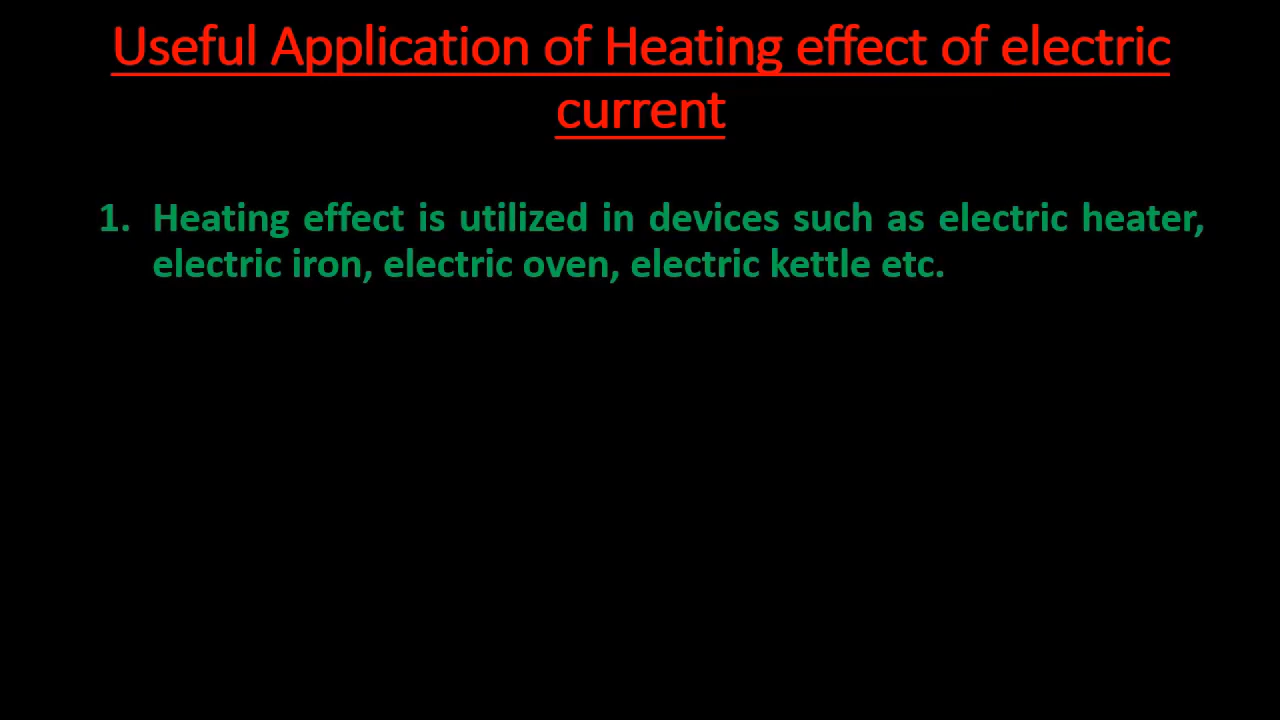 Useful Application of Heating effect of electric
current
1. Heating effect is utilized in devices such as electric heater,
electric iron, electric oven, electric kettle etc.